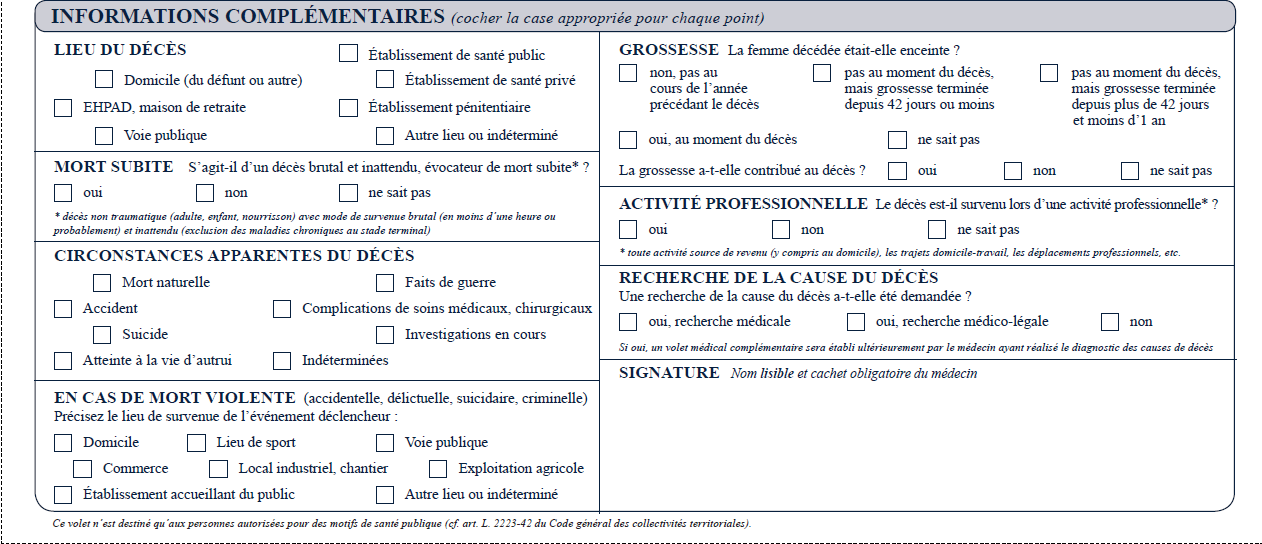 INFORMATIONS COMPLÉMENTAIRES (cocher la case appropriée pour chaque point)
LIEU DU DÉCÈS
Établissement de santé public
Domicile (du défunt ou autre)
Établissement de santé privé
EHPAD, maison de retraite
Établissement pénitentiaire
Voie publique
Autre lieu ou indéterminé
MORT SUBITE S’agit-il d’un décès brutal et inattendu, évocateur de mort subite* ?
oui
non
ne sait pas
* décès non traumatique (adulte, enfant, nourrisson) avec mode de survenue brutal (en moins d’une heure ou
probablement) et inattendu (exclusion des maladies chroniques au stade terminal)
CIRCONSTANCES APPARENTES DU DÉCÈS
Mort naturelle
Faits de guerre
Accident
Complications de soins médicaux, chirurgicaux
Suicide
Investigations en cours
Atteinte à la vie d’autrui
Indéterminées
EN CAS DE MORT VIOLENTE (accidentelle, délictuelle, suicidaire, criminelle)
Précisez le lieu de survenue de l’événement déclencheur :
Domicile
Lieu de sport
Voie publique
Commerce
Local industriel, chantier
Exploitation agricole
Établissement accueillant du public
Autre lieu ou indéterminé
GROSSESSE La femme décédée était-elle enceinte ?
non, pas au
cours de l’année
précédant le décès
pas au moment du décès,
mais grossesse terminée
depuis 42 jours ou moins
pas au moment du décès,
mais grossesse terminée
depuis plus de 42 jours
et moins d’1 an
oui, au moment du décès
ne sait pas
La grossesse a-t-elle contribué au décès ?
oui
non
ne sait pas
ACTIVITÉ PROFESSIONNELLE Le décès est-il survenu lors d’une activité professionnelle* ?
oui
non
ne sait pas
* toute activité source de revenu (y compris au domicile), les trajets domicile-travail, les déplacements professionnels, etc.
RECHERCHE DE LA CAUSE DU DÉCÈS
Une recherche de la cause du décès a-t-elle été demandée ?
oui, recherche médicale
oui, recherche médico-légale
non
Si oui, un volet médical complémentaire sera établi ultérieurement par le médecin ayant réalisé le diagnostic des causes de décès
SIGNATURE Nom lisible et cachet obligatoire du médecin
Ce volet n’est destiné qu’aux personnes autorisées pour des motifs de santé publique (cf. art. L. 2223-42 du Code général des collectivités territoriales).